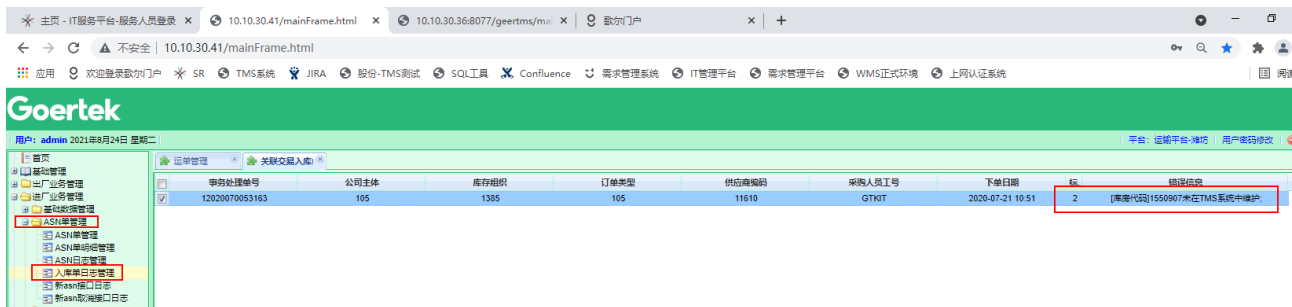 主页 - IT服务平台-服务人员登录
10.10.30.41/mainFrame.html
10.10.30.36:8077/geertms/mai
歌尔门户
不安全 | 10.10.30.41/mainFrame.html
应用 欢迎登录歌尔门户 SR TMS系统 JIRA 股份-TMS测试 SQL工具 Confluence 需求管理系统 IT管理平台 需求管理平台 WMS正式环境 上网认证系统
Goertek
用户: admin 2021年8月24日 星期二
平台: 运输平台-潍坊 用户密码修改
首页
基础管理
出厂业务管理
进厂业务管理
基础数据管理
ASN单管理
ASN单管理
ASN单明细管理
ASN日志管理
入库单日志管理
新asn接口日志
新asn取消接口日志
运单管理 关联交易入库
事务处理单号 公司主体 库存组织 订单类型 供应商编码 采购人员工号 下单日期 标. 错误信息
12020070053163 105 1385 105 11610 GTKIT 2020-07-21 10:51 2 [库房代码]1550907未在TMS系统中维护;